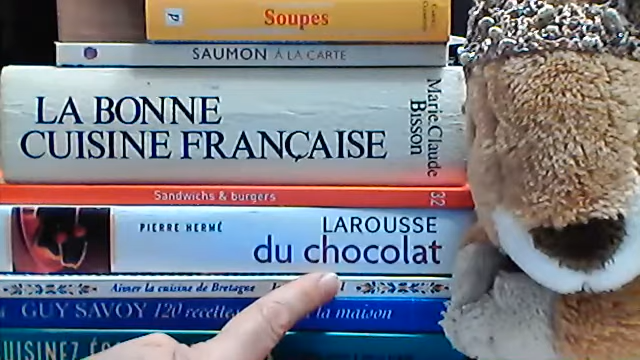 Soupes
SAUMON À LA CARTE
LA BONNE
CUISINE FRANÇAISE
Marie-Claude
Bisson
Sandwichs & burgers
32
PIERRE HERMÉ
LAROUSSE
du chocolat
Aimer la cuisine de Bretagne
GUY SAVOY 120 recettes la maison
UISINEZ